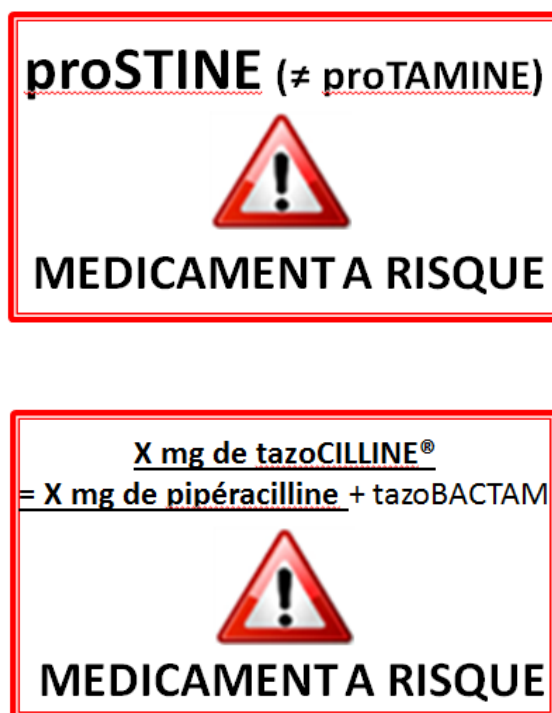 proSTINE (≠ proTAMINE)
MEDICAMENT A RISQUE
X mg de tazoCILLINE®
= X mg de pipéracilline + tazoBACTAM
MEDICAMENT A RISQUE